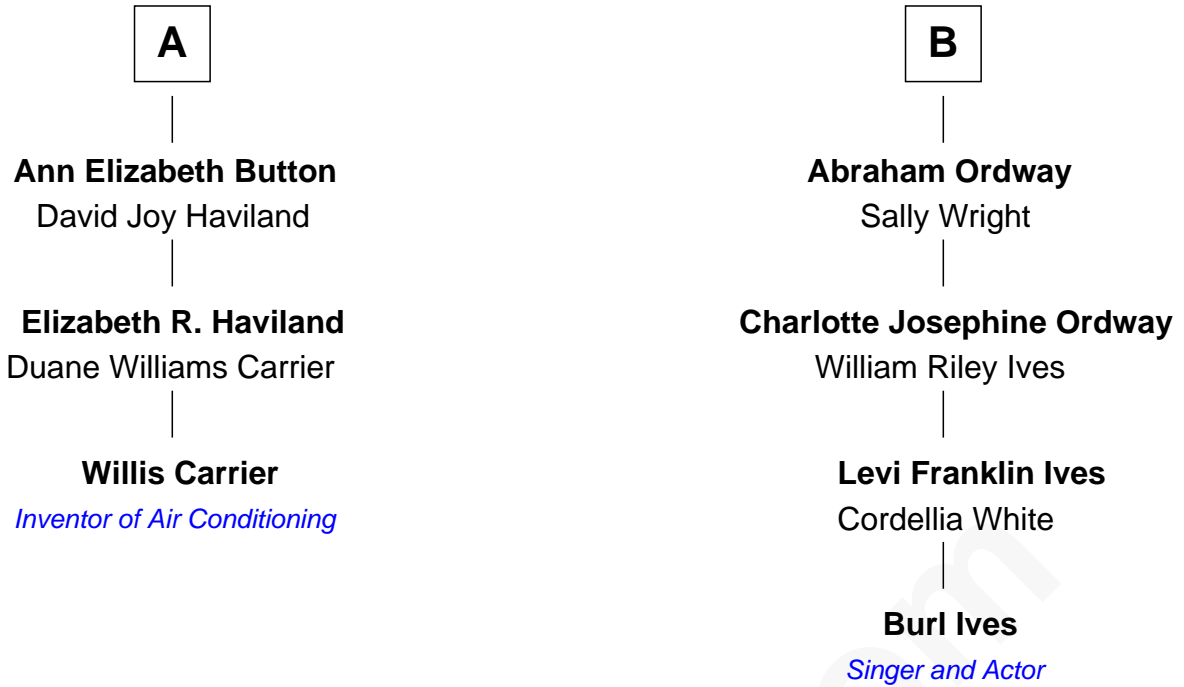 A
Ann Elizabeth Button
David Joy Haviland
Elizabeth R. Haviland
Duane Williams Carrier
Willis Carrier
Inventor of Air Conditioning
B
Abraham Ordway
Sally Wright
Charlotte Josephine Ordway
William Riley Ives
Levi Franklin Ives
Cordellia White
Burl Ives
Singer and Actor